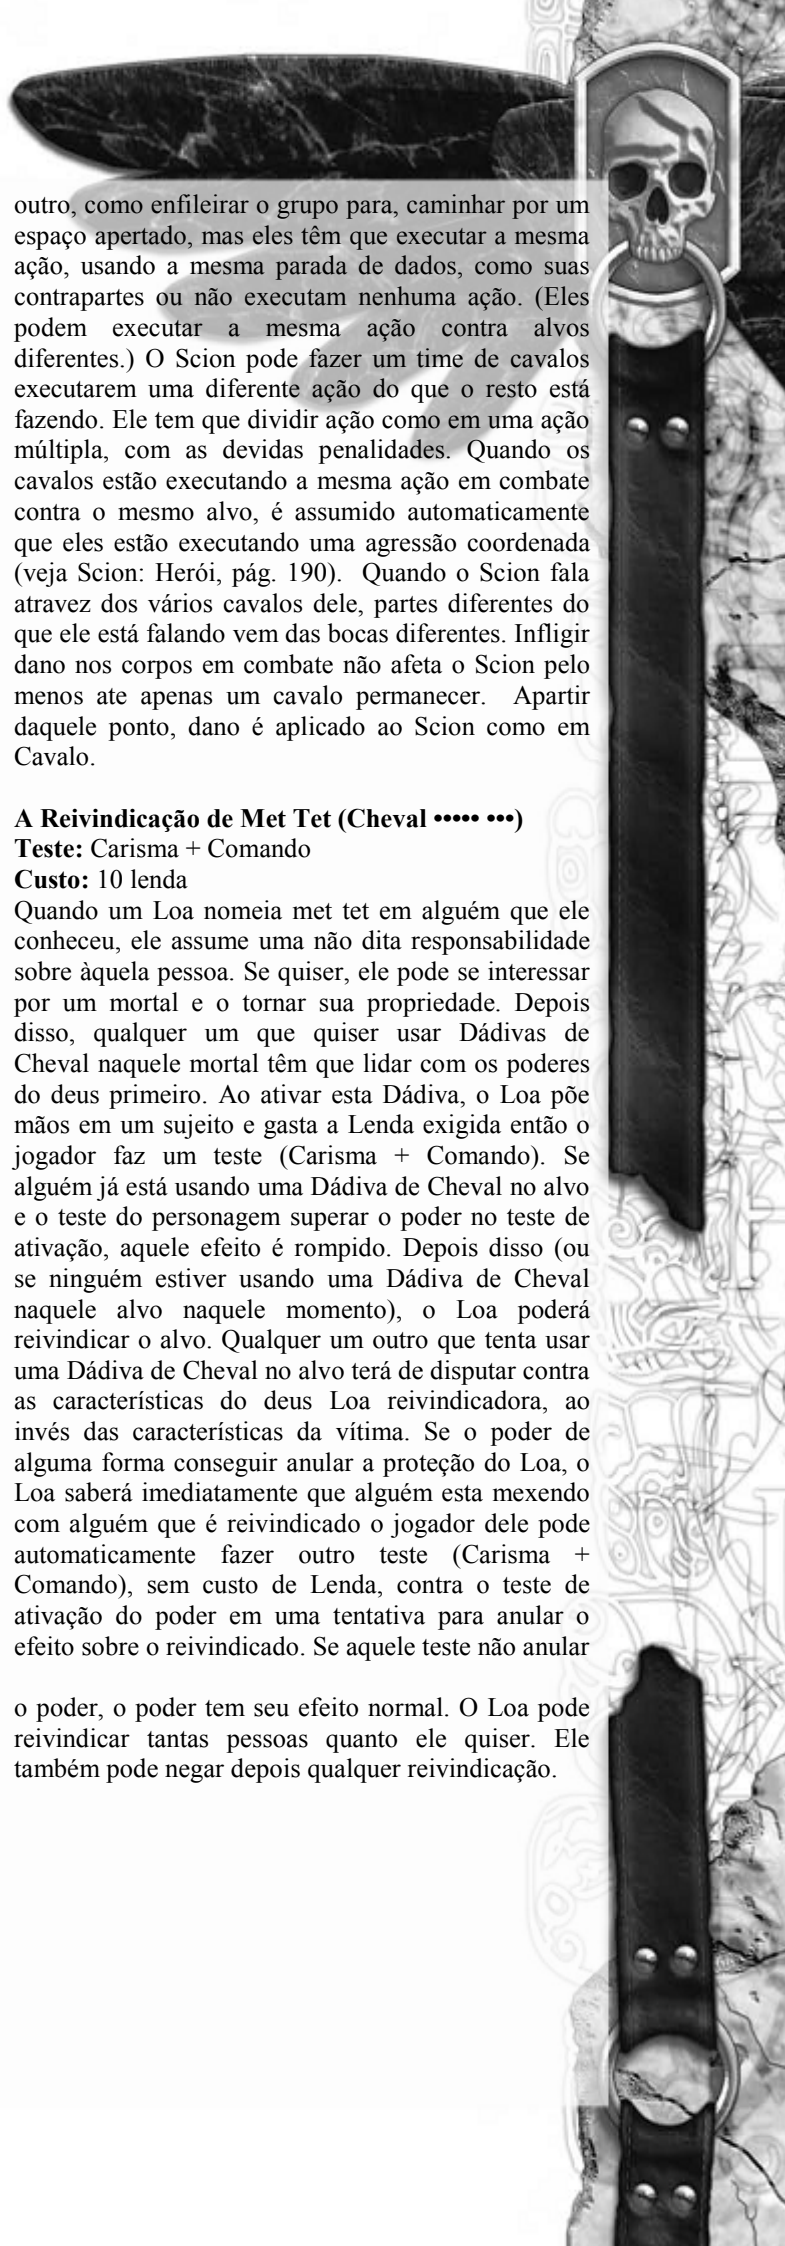 outro, como enfileirar o grupo para, caminhar por um
espaço apertado, mas eles têm que executar a mesma
ação, usando a mesma parada de dados, como suas
contrapartes ou não executam nenhuma ação. (Eles
podem executar a mesma ação contra alvos
diferentes.) O Scion pode fazer um time de cavalos
executarem uma diferente ação do que o resto está
fazendo. Ele tem que dividir ação como em uma ação
múltipla, com as devidas penalidades. Quando os
cavalos estão executando a mesma ação em combate
contra o mesmo alvo, é assumido automaticamente
que eles estão executando uma agressão coordenada
(veja Scion: Herói, pág. 190). Quando o Scion fala
atravez dos vários cavalos dele, partes diferentes do
que ele está falando vem das bocas diferentes. Infligir
dano nos corpos em combate não afeta o Scion pelo
menos ate apenas um cavalo permanecer. Apartir
daquele ponto, dano é aplicado ao Scion como em
Cavalo.
A Reivindicação de Met Tet (Cheval ••••• •••)
Teste: Carisma + Comando
Custo: 10 lenda
Quando um Loa nomeia met tet em alguém que ele
conheceu, ele assume uma não dita responsabilidade
sobre àquela pessoa. Se quiser, ele pode se interessar
por um mortal e o tornar sua propriedade. Depois
disso, qualquer um que quiser usar Dádivas de
Cheval naquele mortal têm que lidar com os poderes
do deus primeiro. Ao ativar esta Dádiva, o Loa põe
mãos em um sujeito e gasta a Lenda exigida então o
jogador faz um teste (Carisma + Comando). Se
alguém já está usando uma Dádiva de Cheval no alvo
e o teste do personagem superar o poder no teste de
ativação, aquele efeito é rompido. Depois disso (ou
se ninguém estiver usando uma Dádiva de Cheval
naquele alvo naquele momento), o Loa poderá
reivindicar o alvo. Qualquer um outro que tenta usar
uma Dádiva de Cheval no alvo terá de disputar contra
as características do deus Loa reivindicadora, ao
invés das características da vítima. Se o poder de
alguma forma conseguir anular a proteção do Loa, o
Loa saberá imediatamente que alguém esta mexendo
com alguém que é reivindicado o jogador dele pode
automaticamente fazer outro teste (Carisma +
Comando), sem custo de Lenda, contra o teste de
ativação do poder em uma tentativa para anular o
efeito sobre o reivindicado. Se aquele teste não anular
o poder, o poder tem seu efeito normal. O Loa pode
reivindicar tantas pessoas quanto ele quiser. Ele
também pode negar depois qualquer reivindicação.